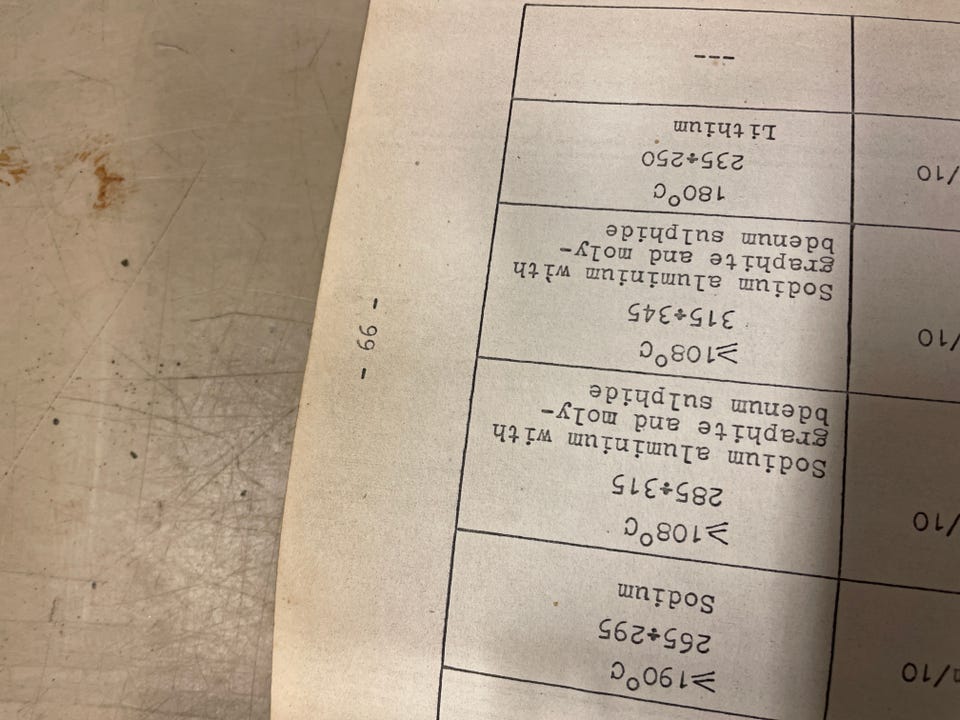 /10
≥190°C
265÷295
Sodium
/10
≥108°C
285÷315
Sodium aluminium with
graphite and moly-
bdenum sulphide
/10
≥108°C
315÷345
Sodium aluminium with
graphite and moly-
bdenum sulphide
/10
180°C
235÷250
Lithium
---
- 66 -